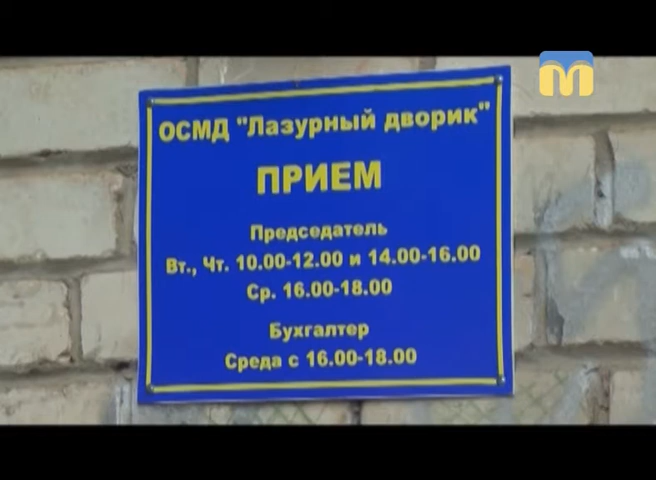 ОСМД "Лазурный дворик"
ПРИЕМ
Председатель
Вт., Чт. 10.00-12.00 и 14.00-16.00
Ср. 16.00-18.00
Бухгалтер
Среда с 16.00-18.00